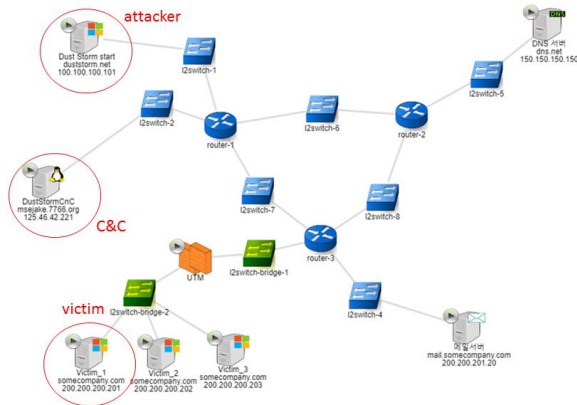 attacker
Dust Storm start
duststorm.net
100.100.100.101
l2switch-1
DNS
DNS 서버
dns.net
150.150.150.150
l2switch-5
l2switch-2
router-1
l2switch-6
router-2
DustStormCnC
msejake.7766.org
125.46.42.221
C&C
l2switch-7
l2switch-8
router-3
UTM
l2switch-bridge-1
victim
l2switch-bridge-2
l2switch-4
Victim_1
somecompany.com
200.200.200.201
Victim_2
somecompany.com
200.200.200.202
Victim_3
somecompany.com
200.200.200.203
메일서버
mail.somecompany.com
200.200.201.20